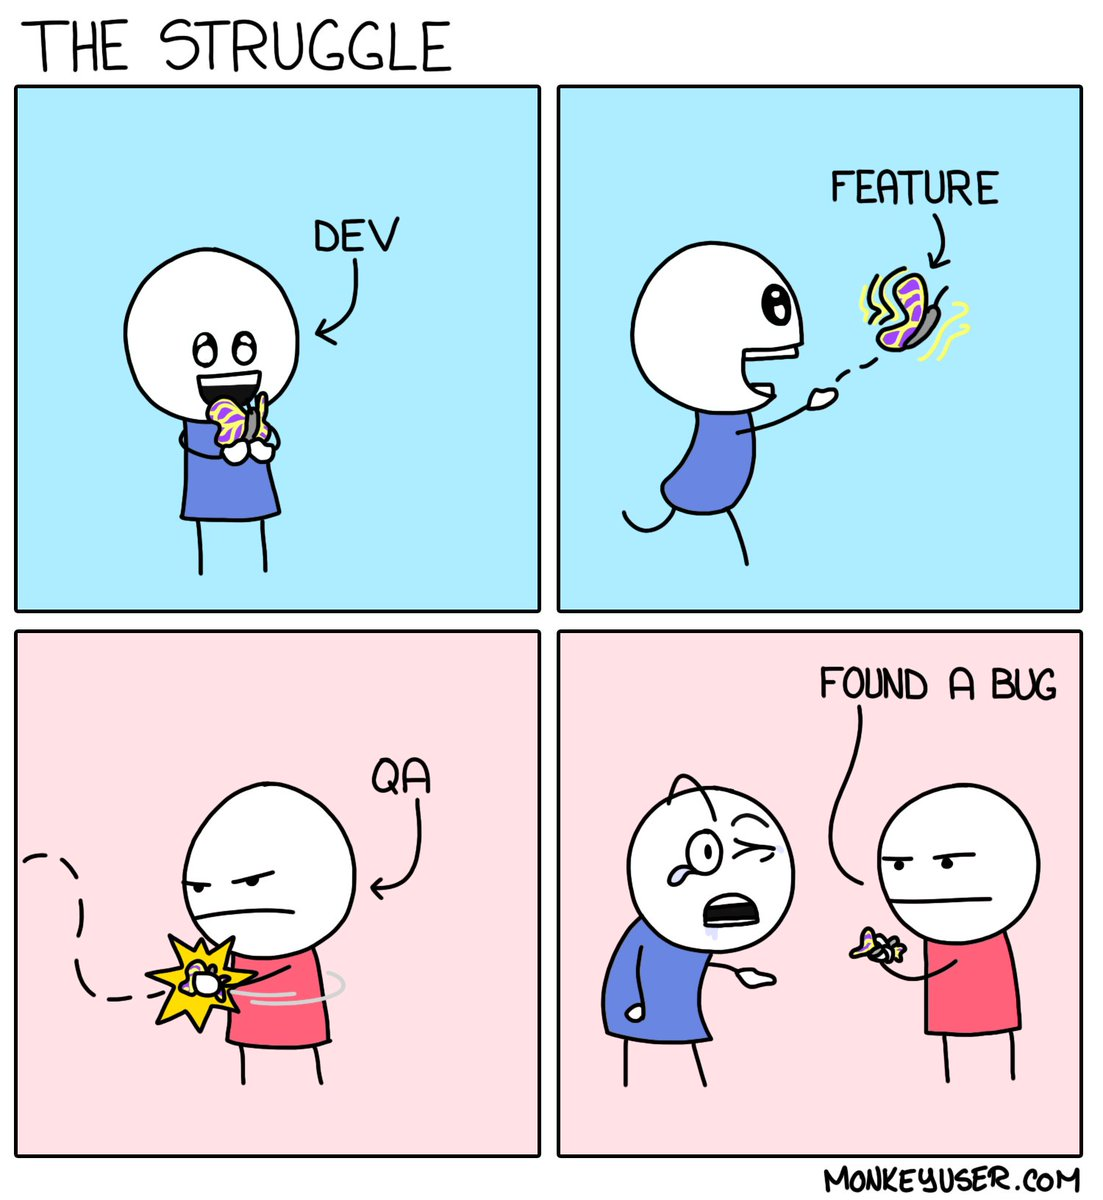 THE STRUGGLE
DEV
FEATURE
QA
FOUND A BUG
MONKEYUSER.COM